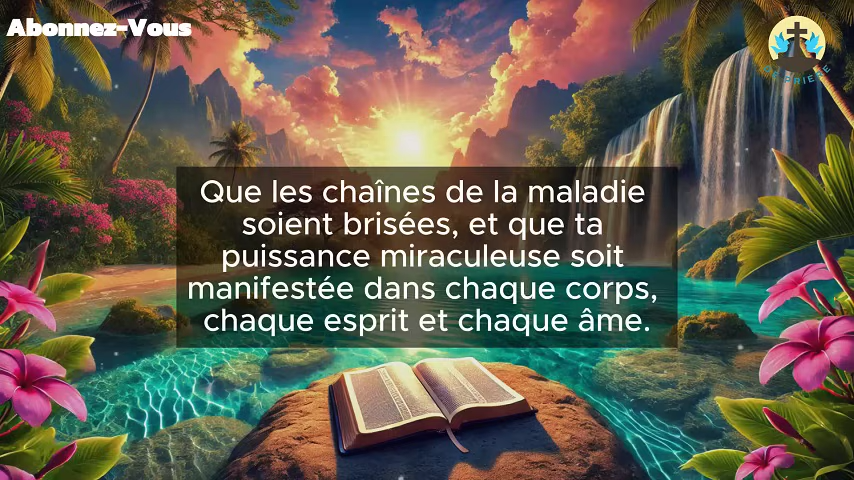 Abonnez-Vous
Que les chaînes de la maladie
soient brisées, et que ta
puissance miraculeuse soit
manifestée dans chaque corps,
chaque esprit et chaque âme.